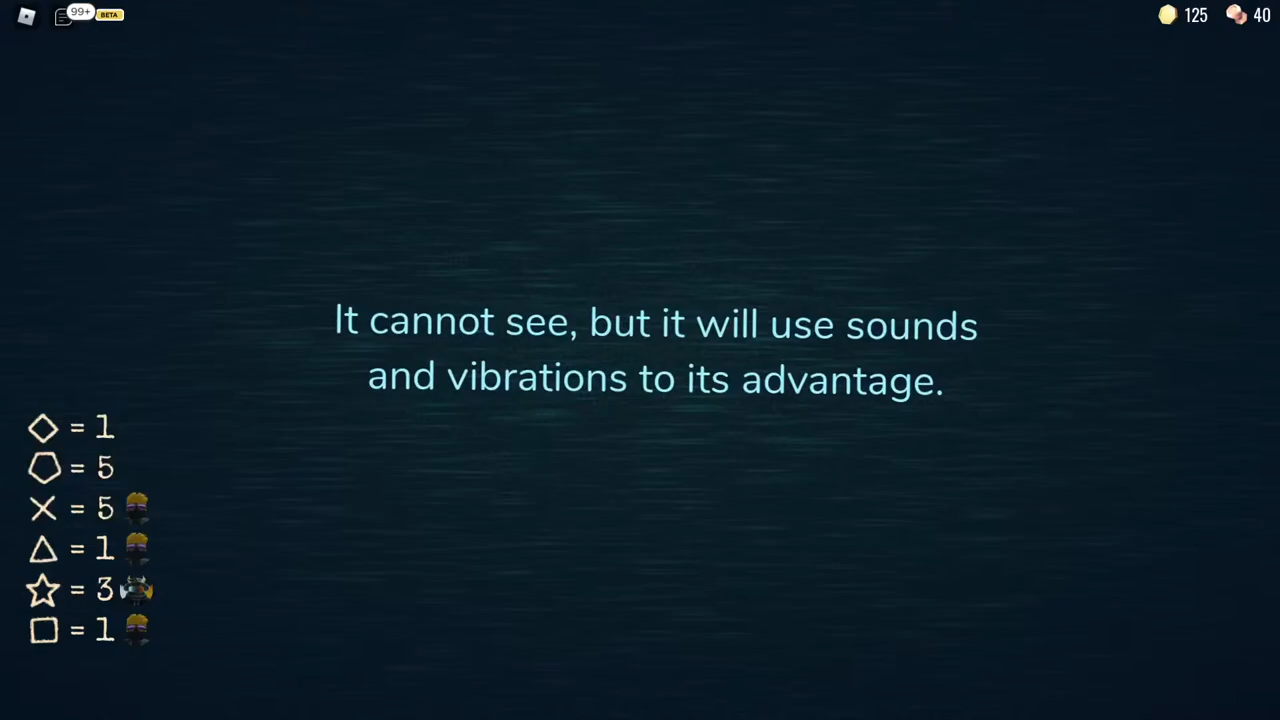 99+ BETA 125 40
It cannot see, but it will use sounds
and vibrations to its advantage.
= 1
= 5
= 5
= 1
= 3
= 1